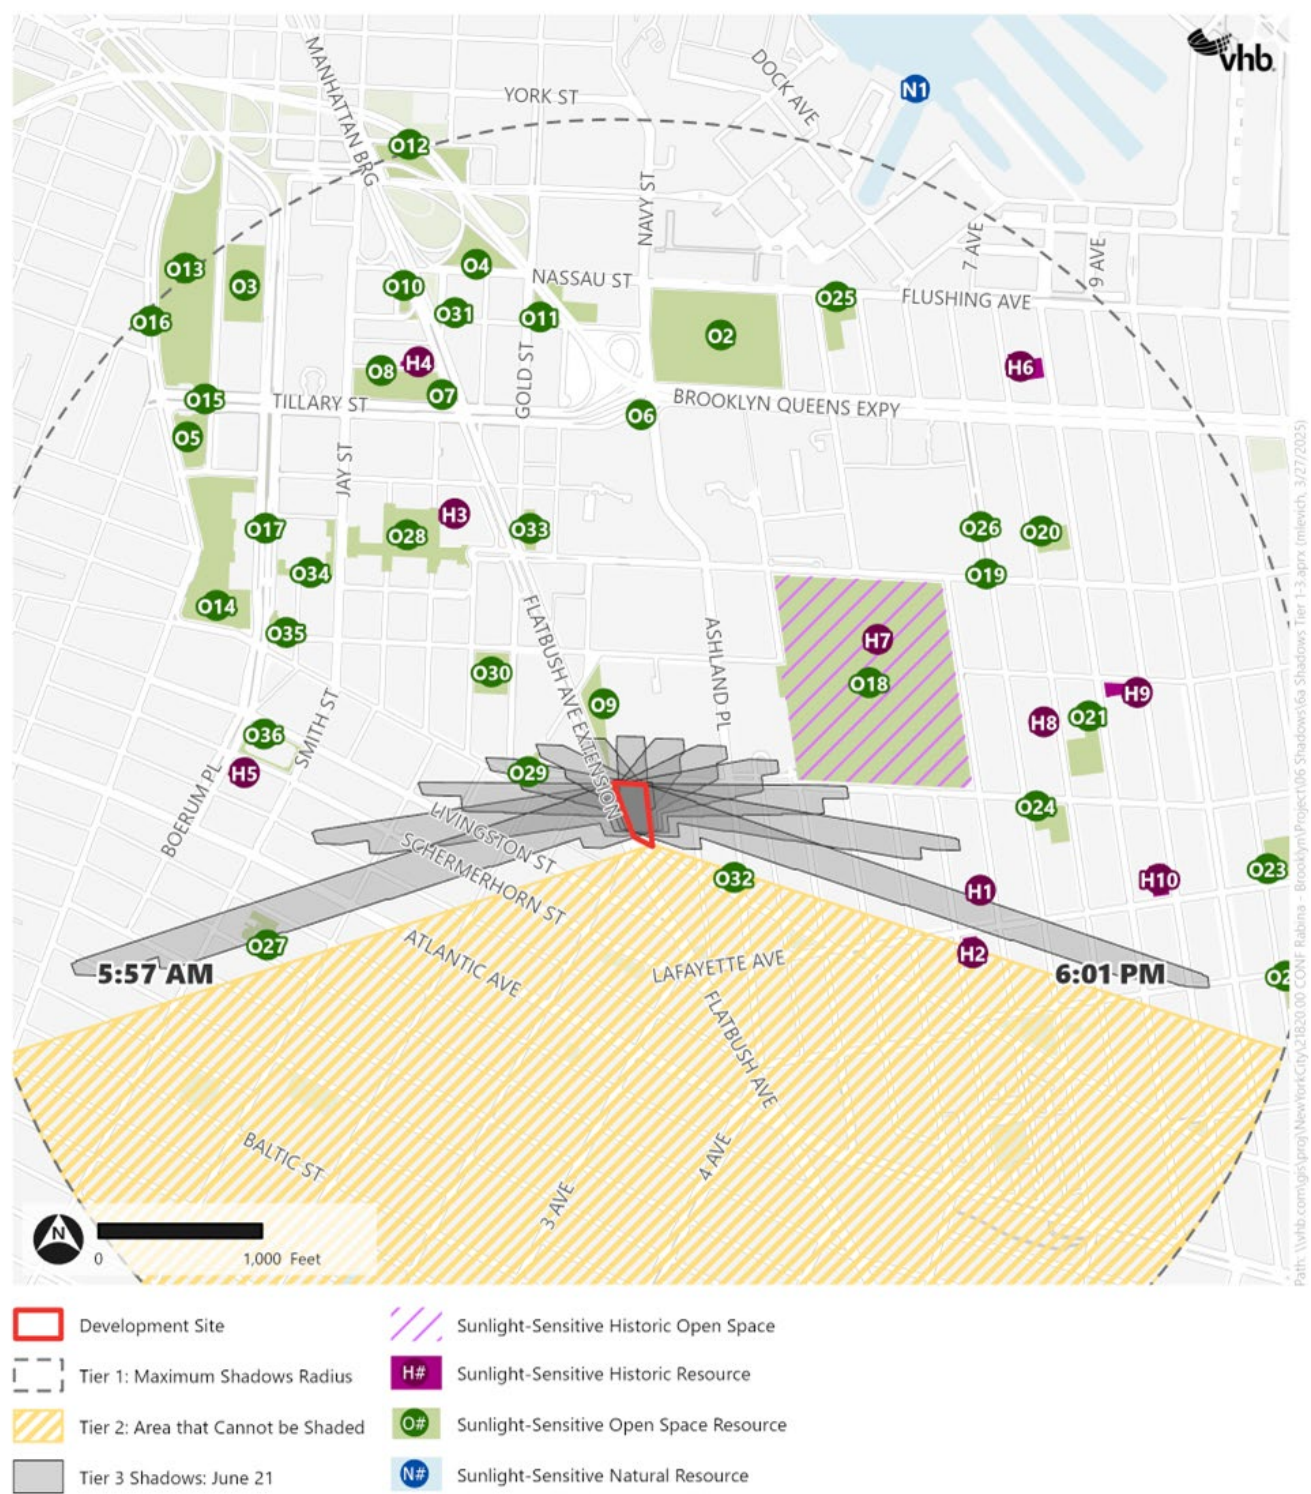 vhb.
N1
DOCK AVE
YORK ST
MANHATTAN BRG
O12
NAVY ST
7 AVE
9 AVE
O13
O3
O4
O10
NASSAU ST
O25
FLUSHING AVE
O16
O31
O11
O2
H4
O8
O7
H6
O15
TILLARY ST
GOLD ST
O6
BROOKLYN QUEENS EXPY
O5
JAY ST
H3
O17
O28
O33
O26
O20
O34
O19
O14
O35
FLATBUSH AVE EXTENSION
ASHLAND PL
H7
O30
O18
O9
H9
H8
O21
O36
SMITH ST
H5
BOERUM PL
O29
LIVINGSTON ST
O24
SCHERMERHORN ST
O32
H1
H10
O23
O27
H2
5:57 AM
ATLANTIC AVE
LAFAYETTE AVE
6:01 PM
FLATBUSH AVE
BALTIC ST
4 AVE
3 AVE
N
0 1,000 Feet
Development Site
Tier 1: Maximum Shadows Radius
Tier 2: Area that Cannot be Shaded
Tier 3 Shadows: June 21
Sunlight-Sensitive Historic Open Space
H# Sunlight-Sensitive Historic Resource
O# Sunlight-Sensitive Open Space Resource
N# Sunlight-Sensitive Natural Resource